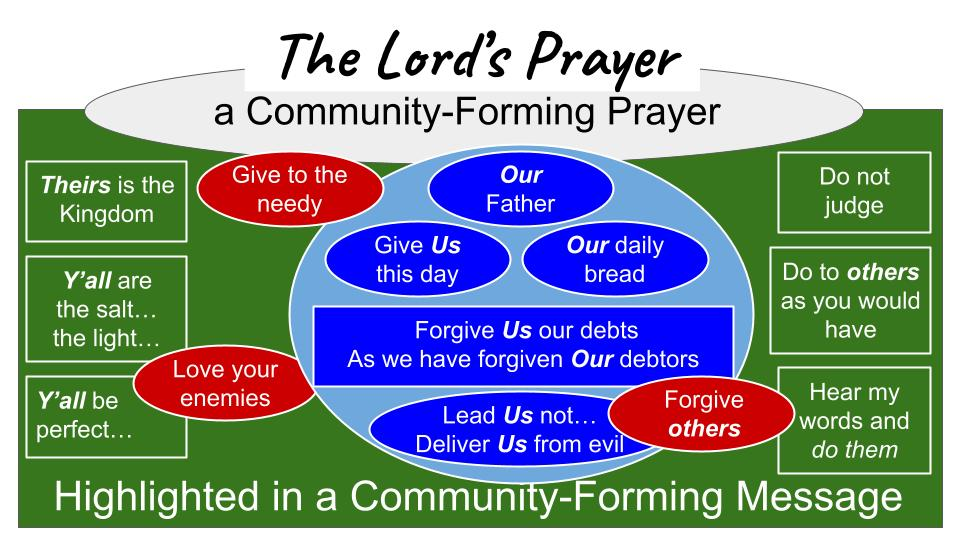 The Lord's Prayer
a Community-Forming Prayer
Theirs is the
Kingdom
Y'all are
the salt…
the light…
Y'all be
perfect…
Give to the
needy
Love your
enemies
Our
Father
Give Us
this day
Our daily
bread
Forgive Us our debts
As we have forgiven Our debtors
Lead Us not…
Deliver Us from evil
Forgive
others
Do not
judge
Do to others
as you would
have
Hear my
words and
do them
Highlighted in a Community-Forming Message